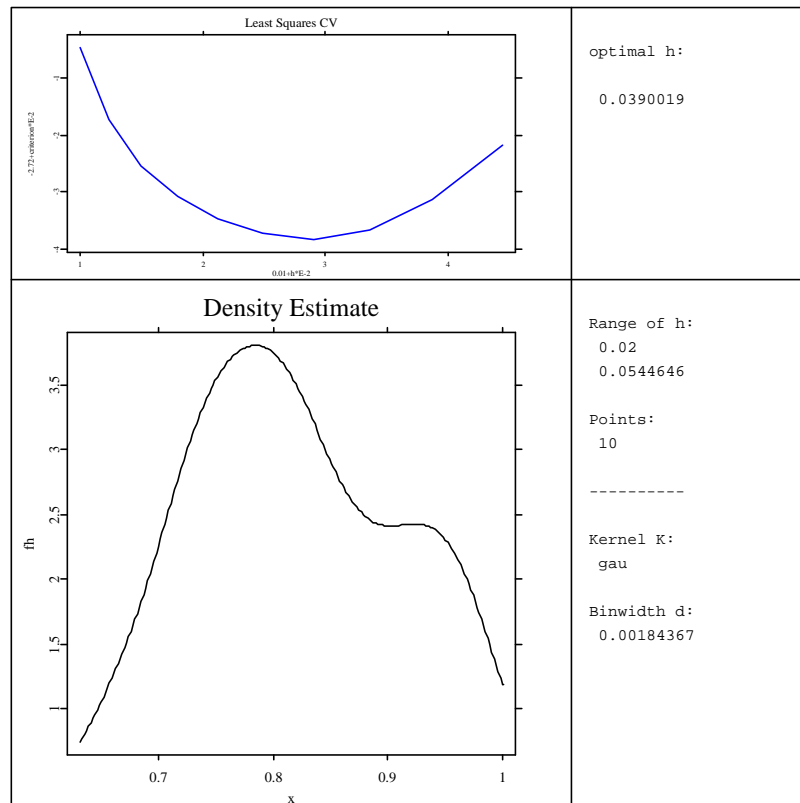 Least Squares CV
-2.72+criterion*E-2
-1
-2
-3
-4
1 2 3 4
0.01+h*E-2
optimal h:
0.0390019
Density Estimate
fh
3.5
3
2.5
2
1.5
1
0.7 0.8 0.9 1
x
Range of h:
0.02
0.0544646
Points:
10
----------
Kernel K:
gau
Binwidth d:
0.00184367